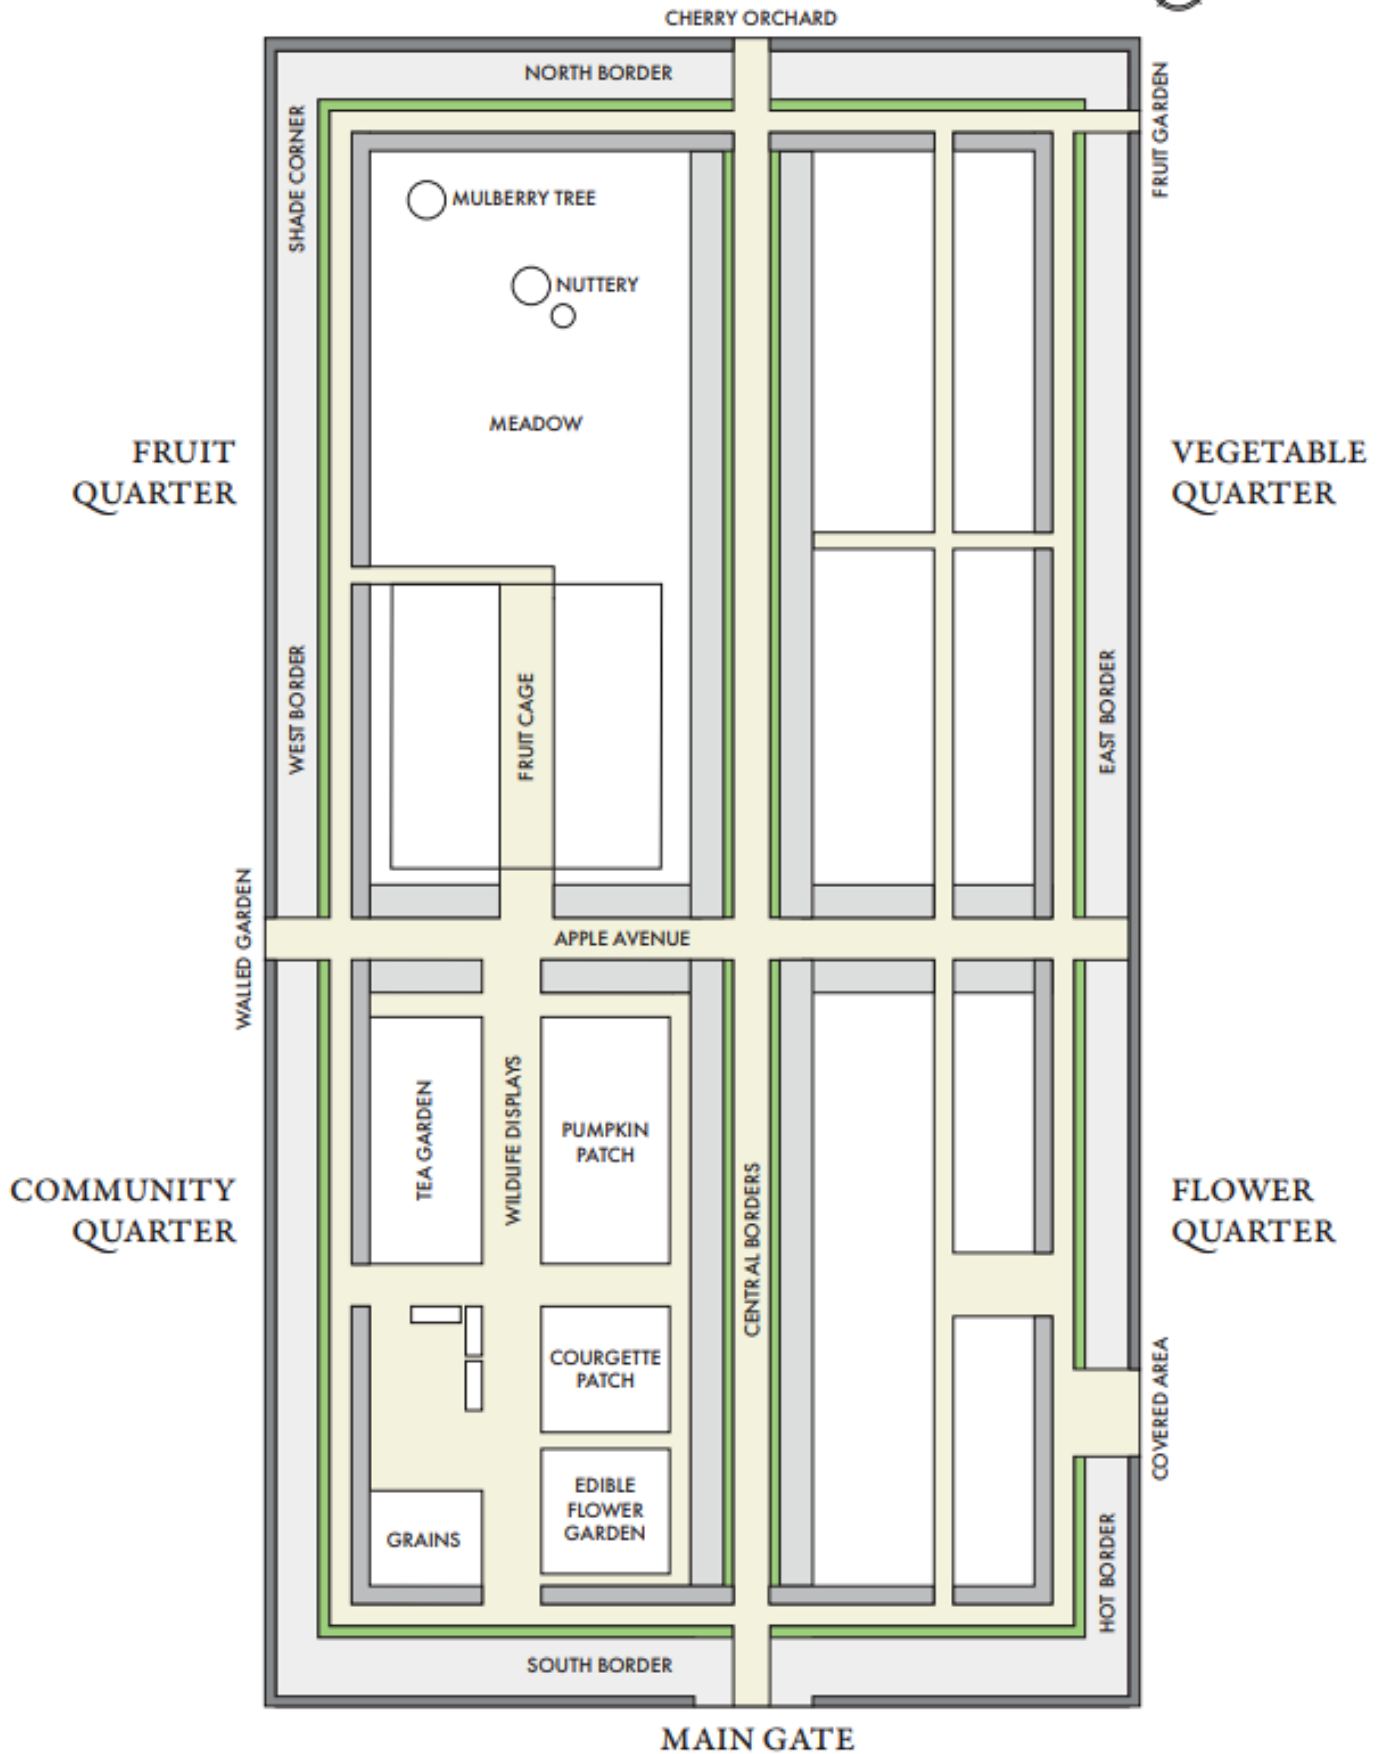 CHERRY ORCHARD
NORTH BORDER
FRUIT GARDEN
SHADE CORNER
MULBERRY TREE
NUTTERY
MEADOW
FRUIT
QUARTER
VEGETABLE
QUARTER
WEST BORDER
FRUIT CAGE
EAST BORDER
WALLED GARDEN
APPLE AVENUE
TEA GARDEN
WILDLIFE DISPLAYS
PUMPKIN
PATCH
CENTRAL BORDERS
COMMUNITY
QUARTER
FLOWER
QUARTER
COURGETTE
PATCH
COVERED AREA
EDIBLE
FLOWER
GARDEN
GRAINS
HOT BORDER
SOUTH BORDER
MAIN GATE